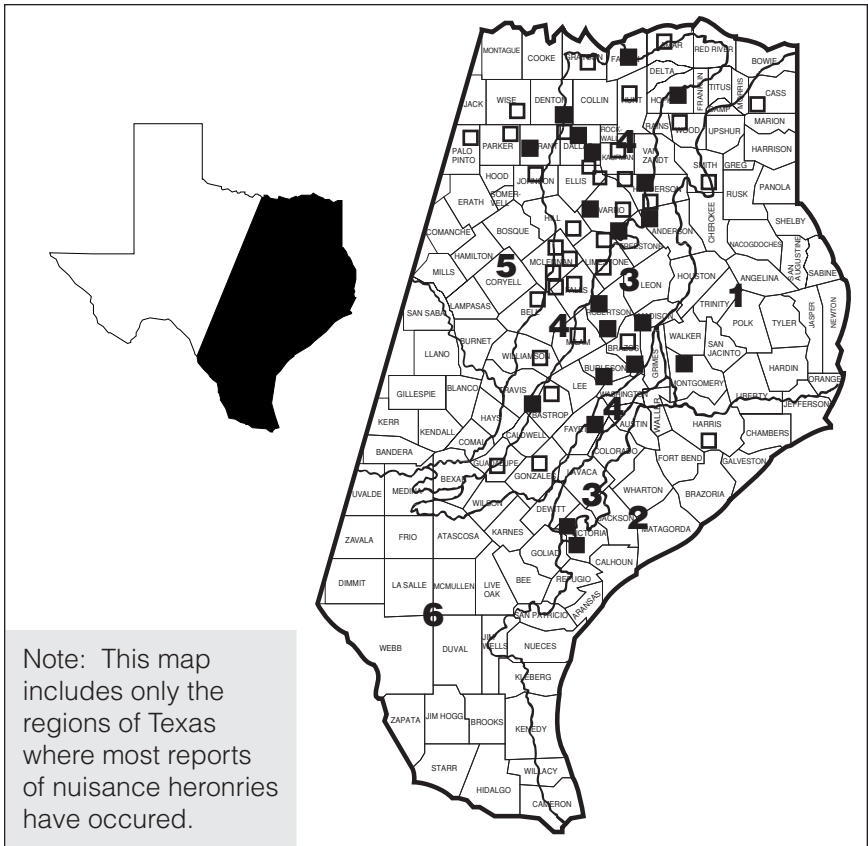 MONTAGUE
COOKE
GRAYSON
LAMAR
RED RIVER
BOWIE
DELTA
FRANKLIN
TITUS
MORRIS
CASS
CAMP
JACK
WISE
DENTON
COLLIN
HUNT
MARION
PALO
PINTO
PARKER
ROCK-
WALL
RAINS
WOOD
UPSHUR
HARRISON
4
KAUFMAN
VAN
ZANDT
SMITH
GREG
HOOD
JOHNSON
ELLIS
HENDERSON
RUSK
PANOLA
ERATH
SOMER-
VELL
HILL
ANDERSON
CHEROKEE
SHELBY
COMANCHE
BOSQUE
FREESTONE
NACOGDOCHES
SAN
AUGUSTINE
SABINE
HAMILTON
MCLENNAN
LIMESTONE
MILLS
5
CORYELL
FALLS
3
LEON
HOUSTON
ANGELINA
1
TRINITY
SAN SABA
LAMPASAS
BELL
ROBERTSON
MADISON
POLK
TYLER
JASPER
NEWTON
BURNET
4
MILAM
BRAZOS
WALKER
SAN
JACINTO
LLANO
WILLIAMSON
BURLESON
GRIMES
HARDIN
GILLESPIE
BLANCO
TRAVIS
LEE
WASHINGTON
MONTGOMERY
LIBERTY
ORANGE
JEFFERSON
BASTROP
4
WALLER
KERR
HAYS
FAYETTE
AUSTIN
HARRIS
CHAMBERS
KENDALL
CALDWELL
COLORADO
BANDERA
COMAL
FORT BEND
GALVESTON
BEXAR
GUADALUPE
GONZALES
LAVACA
UVALDE
MEDINA
WILSON
3
WHARTON
BRAZORIA
DEWITT
JACKSON
2
MATAGORDA
ZAVALA
FRIO
ATASCOSA
KARNES
VICTORIA
GOLIAD
CALHOUN
DIMMIT
LA SALLE
MCMULLEN
LIVE
OAK
BEE
REFUGIO
ARANSAS
6
SAN PATRICIO
WEBB
DUVAL
JIM
WELLS
NUECES
KLEBERG
ZAPATA
JIM HOGG
BROOKS
KENEDY
STARR
WILLACY
HIDALGO
CAMERON
Note: This map
includes only the
regions of Texas
where most reports
of nuisance heronries
have occured.